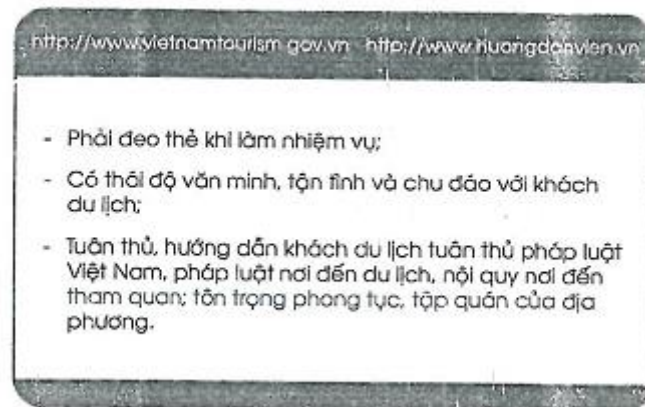 http://www.vietnamtourism.gov.vn http://www.huongdanvien.vn
- Phải đeo thẻ khi làm nhiệm vụ;
- Có thái độ văn minh, tận tình và chu đáo với khách
du lịch;
- Tuân thủ, hướng dẫn khách du lịch tuân thủ pháp luật
Việt Nam, pháp luật nơi đến du lịch, nội quy nơi đến
tham quan; tôn trọng phong tục, tập quán của địa
phương.